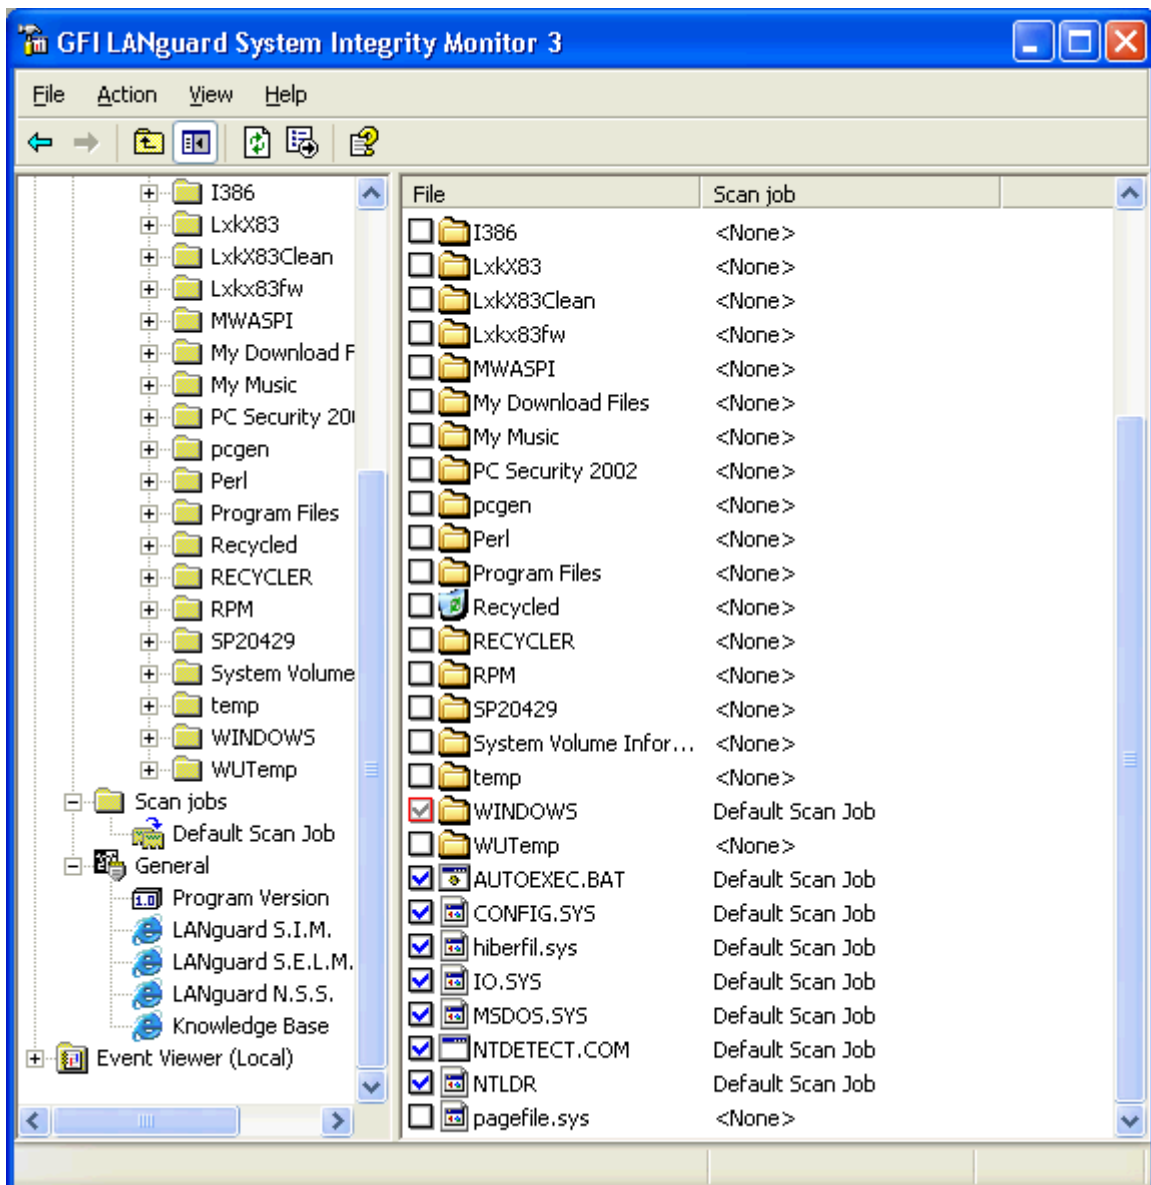 GFI LANguard System Integrity Monitor 3
File Action View Help
I386
LxkX83
LxkX83Clean
Lxkx83fw
MWASPI
My Download F
My Music
PC Security 200
pcgen
Perl
Program Files
Recycled
RECYCLER
RPM
SP20429
System Volume
temp
WINDOWS
WUTemp
Scan jobs
Default Scan Job
General
Program Version
LANguard S.I.M.
LANguard S.E.L.M.
LANguard N.S.S.
Knowledge Base
Event Viewer (Local)
File Scan job
I386 <None>
LxkX83 <None>
LxkX83Clean <None>
Lxkx83fw <None>
MWASPI <None>
My Download Files <None>
My Music <None>
PC Security 2002 <None>
pcgen <None>
Perl <None>
Program Files <None>
Recycled <None>
RECYCLER <None>
RPM <None>
SP20429 <None>
System Volume Infor... <None>
temp <None>
WINDOWS Default Scan Job
WUTemp <None>
AUTOEXEC.BAT Default Scan Job
CONFIG.SYS Default Scan Job
hiberfil.sys Default Scan Job
IO.SYS Default Scan Job
MSDOS.SYS Default Scan Job
NTDETECT.COM Default Scan Job
NTLDR Default Scan Job
pagefile.sys <None>